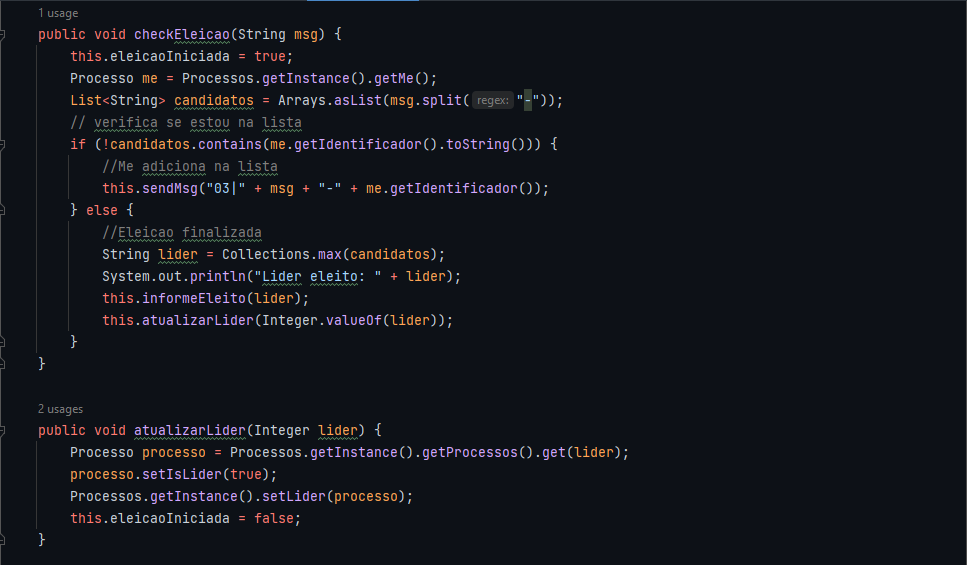 1 usage
public void checkEleicao(String msg) {
    this.eleicaoIniciada = true;
    Processo me = Processos.getInstance().getMe();
    List<String> candidatos = Arrays.asList(msg.split( regex: "-"));
    // verifica se estou na lista
    if (!candidatos.contains(me.getIdentificador().toString())) {
        //Me adiciona na lista
        this.sendMsg("03|" + msg + "-" + me.getIdentificador());
    } else {
        //Eleicao finalizada
        String lider = Collections.max(candidatos);
        System.out.println("Lider eleito: " + lider);
        this.informeEleito(lider);
        this.atualizarLider(Integer.valueOf(lider));
    }
}
2 usages
public void atualizarLider(Integer lider) {
    Processo processo = Processos.getInstance().getProcessos().get(lider);
    processo.setIsLider(true);
    Processos.getInstance().setLider(processo);
    this.eleicaoIniciada = false;
}